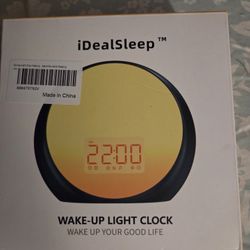 iDealSleep™
Made in China
22:00
WAKE-UP LIGHT CLOCK
WAKE UP YOUR GOOD LIFE